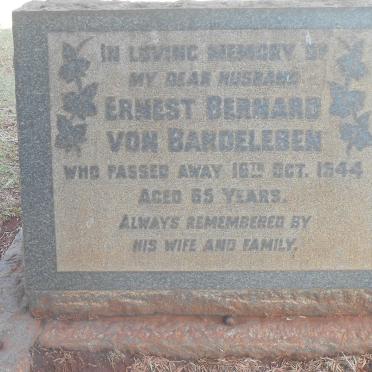 IN LOVING MEMORY OF
MY DEAR HUSBAND
ERNEST BERNARD
VON BARDELEBEN
WHO PASSED AWAY 16TH OCT. 1944
AGED 65 YEARS.
ALWAYS REMEMBERED BY
HIS WIFE AND FAMILY.